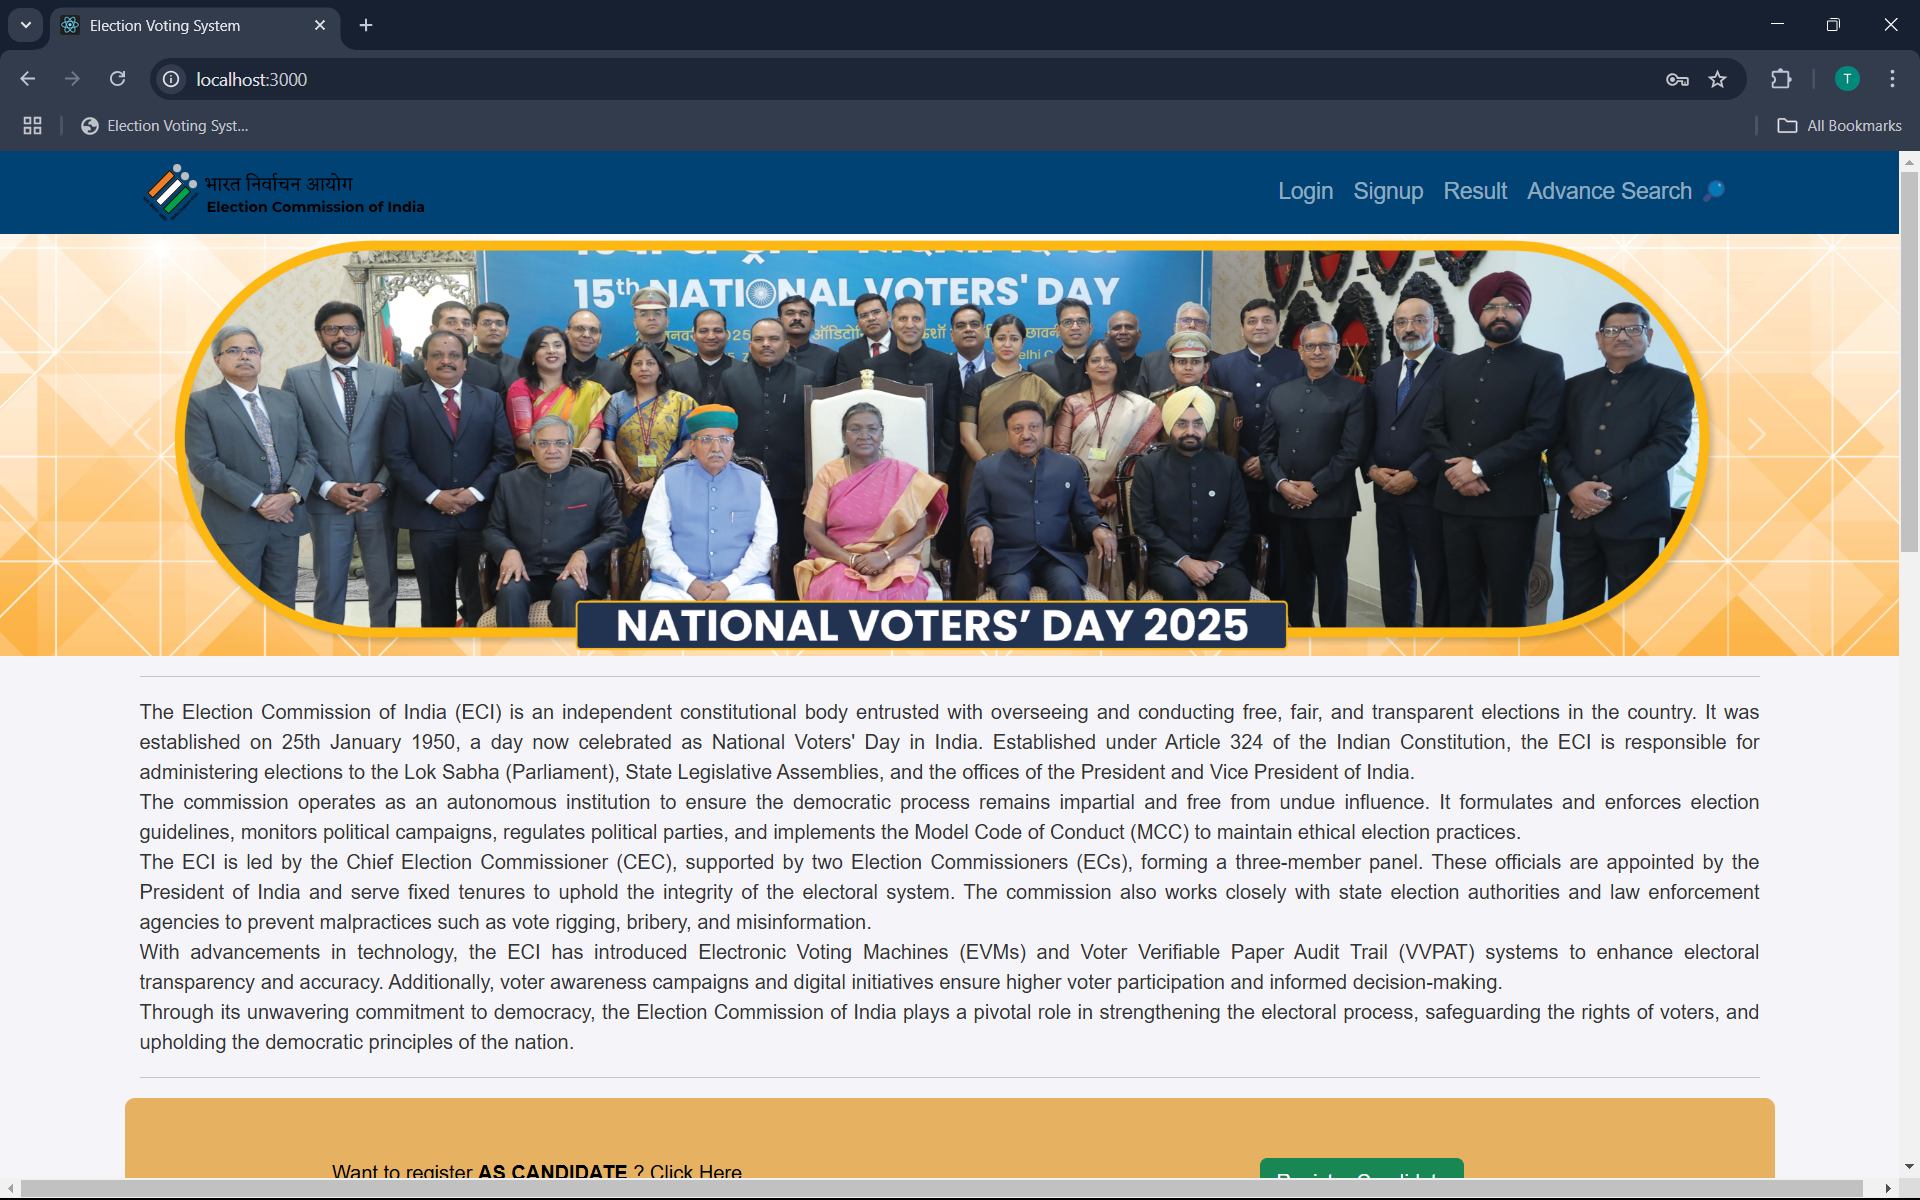 Election Voting System
localhost:3000
T
Election Voting Syst...
All Bookmarks
भारत निर्वाचन आयोग
Election Commission of India
Login Signup Result Advance Search
15th NATIONAL VOTERS' DAY
NATIONAL VOTERS’ DAY 2025
The Election Commission of India (ECI) is an independent constitutional body entrusted with overseeing and conducting free, fair, and transparent elections in the country. It was
established on 25th January 1950, a day now celebrated as National Voters' Day in India. Established under Article 324 of the Indian Constitution, the ECI is responsible for
administering elections to the Lok Sabha (Parliament), State Legislative Assemblies, and the offices of the President and Vice President of India.
The commission operates as an autonomous institution to ensure the democratic process remains impartial and free from undue influence. It formulates and enforces election
guidelines, monitors political campaigns, regulates political parties, and implements the Model Code of Conduct (MCC) to maintain ethical election practices.
The ECI is led by the Chief Election Commissioner (CEC), supported by two Election Commissioners (ECs), forming a three-member panel. These officials are appointed by the
President of India and serve fixed tenures to uphold the integrity of the electoral system. The commission also works closely with state election authorities and law enforcement
agencies to prevent malpractices such as vote rigging, bribery, and misinformation.
With advancements in technology, the ECI has introduced Electronic Voting Machines (EVMs) and Voter Verifiable Paper Audit Trail (VVPAT) systems to enhance electoral
transparency and accuracy. Additionally, voter awareness campaigns and digital initiatives ensure higher voter participation and informed decision-making.
Through its unwavering commitment to democracy, the Election Commission of India plays a pivotal role in strengthening the electoral process, safeguarding the rights of voters, and
upholding the democratic principles of the nation.
Want to register AS CANDIDATE ? Click Here
Register Candidate